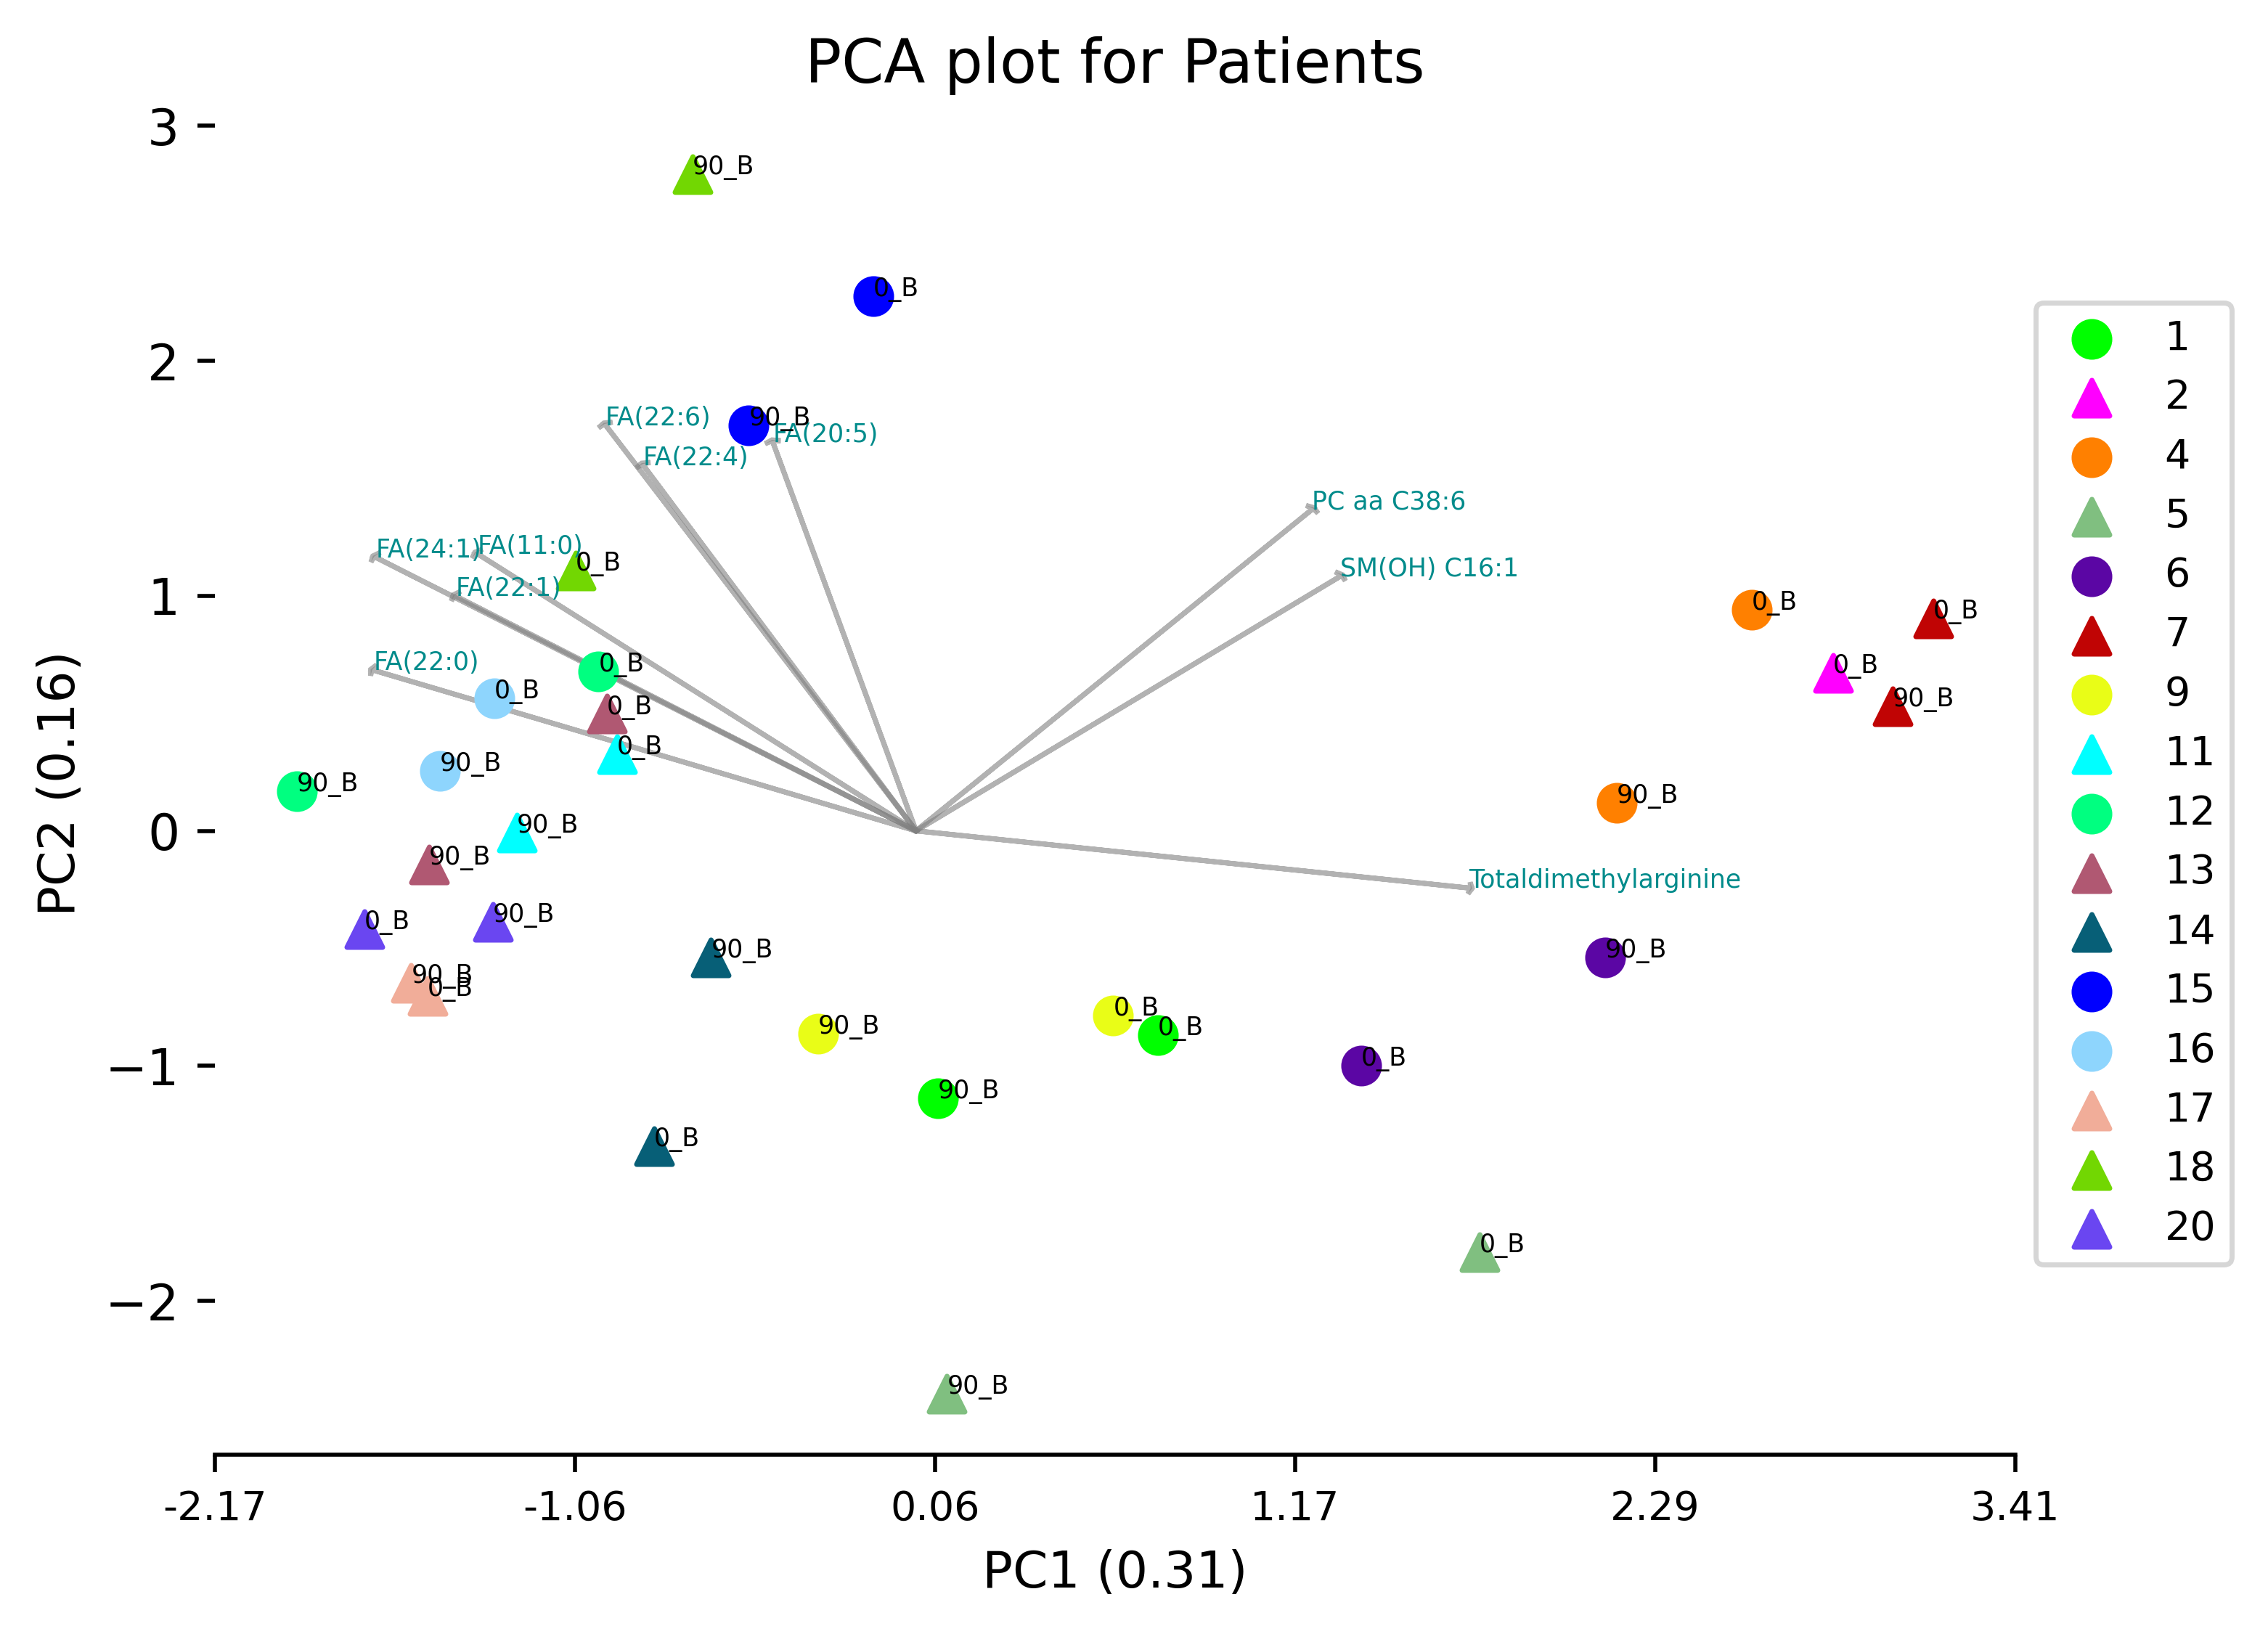 PCA plot for Patients
3
90_B
0_B
2
FA(22:6)
90_B
FA(20:5)
FA(22:4)
PC aa C38:6
FA(24:1)
FA(11:0)
0_B
SM(OH) C16:1
1
FA(22:1)
0_B
0_B
FA(22:0)
0_B
0_B
0_B
0_B
90_B
0_B
90_B
90_B
90_B
0
90_B
90_B
Totaldimethylarginine
0_B
90_B
90_B
90_B
90_B
0_B
90_B
0_B
0_B
−1
0_B
90_B
0_B
0_B
−2
90_B
-2.17
-1.06
0.06
1.17
2.29
3.41
PC1 (0.31)
PC2 (0.16)
1
2
4
5
6
7
9
11
12
13
14
15
16
17
18
20